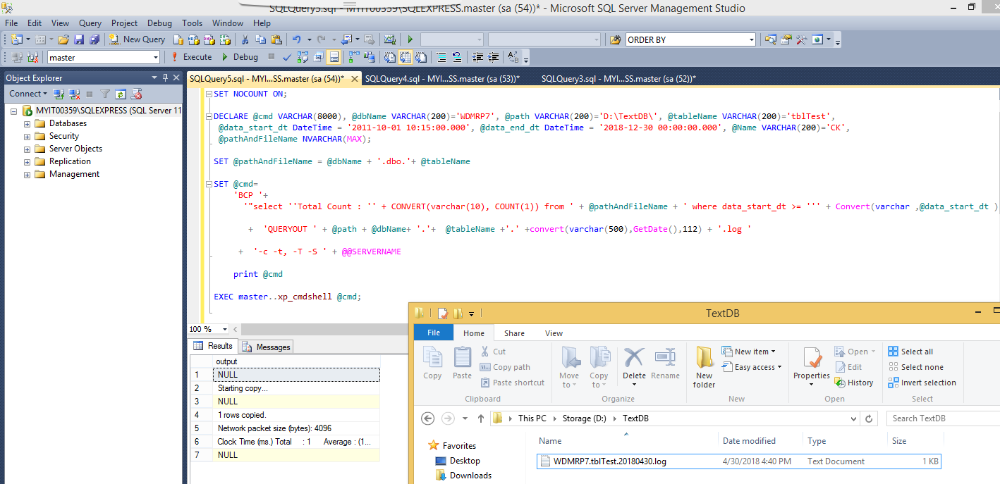 SQLQuery5.sql - MYIT00359\SQLEXPRESS.master (sa (54))* - Microsoft SQL Server Management Studio
File Edit View Query Project Debug Tools Window Help
New Query ORDER BY
master Execute Debug
Object Explorer
Connect
MYIT00359\SQLEXPRESS (SQL Server 11
Databases
Security
Server Objects
Replication
Management
SQLQuery5.sql - MYI...SS.master (sa (54))* SQLQuery4.sql - MYI...SS.master (sa (53))* SQLQuery3.sql - MYI...SS.master (sa (52))*
SET NOCOUNT ON;
DECLARE @cmd VARCHAR(8000), @dbName VARCHAR(200)='WDMRP7', @path VARCHAR(200)='D:\TextDB\', @tableName VARCHAR(200)='tblTest',
@data_start_dt DateTime = '2011-10-01 10:15:00.000', @data_end_dt DateTime = '2018-12-30 00:00:00.000', @Name VARCHAR(200)='CK',
@pathAndFileName NVARCHAR(MAX);
SET @pathAndFileName = @dbName + '.dbo.'+ @tableName
SET @cmd=
'BCP '+
'"select ''Total Count : '' + CONVERT(varchar(10), COUNT(1)) from ' + @pathAndFileName + ' where data_start_dt >= ''' + Convert(varchar ,@data_start_dt )
+ 'QUERYOUT ' + @path + @dbName+ '.'+ @tableName +'.' +convert(varchar(500),GetDate(),112) + '.log '
+ '-c -t, -T -S ' + @@SERVERNAME
print @cmd
EXEC master..xp_cmdshell @cmd;
100 %
Results Messages
output
1 NULL
2 Starting copy...
3 NULL
4 1 rows copied.
5 Network packet size (bytes): 4096
6 Clock Time (ms.) Total : 1 Average : (1...
7 NULL
TextDB
File Home Share View
Copy
Paste
Cut
Copy path
Paste shortcut
Clipboard
Move to
Copy to
Delete
Rename
Organize
New folder
New item
Easy access
New
Properties
Open
Edit
History
Open
Select all
Select none
Invert selection
Select
This PC Storage (D:) TextDB Search TextDB
Favorites
Desktop
Downloads
Name Date modified Type Size
WDMRP7.tblTest.20180430.log 4/30/2018 4:40 PM Text Document 1 KB